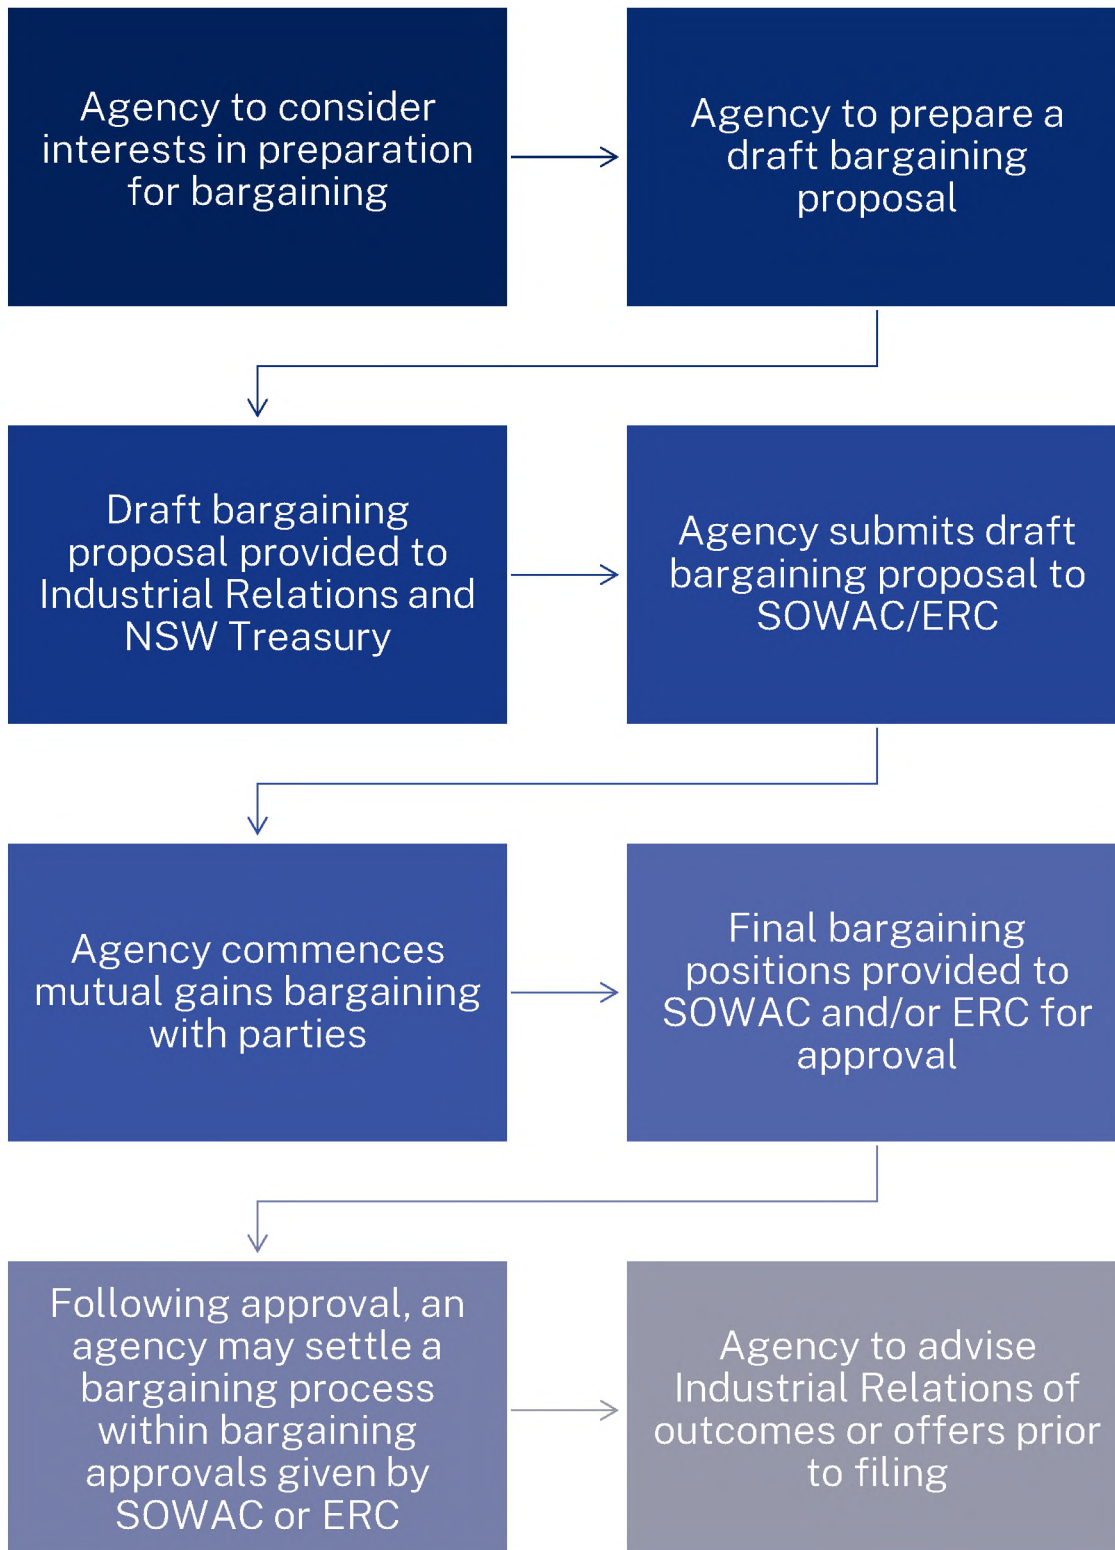 Agency to consider
interests in preparation
for bargaining
Agency to prepare a
draft bargaining
proposal
Draft bargaining
proposal provided to
Industrial Relations and
NSW Treasury
Agency submits draft
bargaining proposal to
SOWAC/ERC
Agency commences
mutual gains bargaining
with parties
Final bargaining
positions provided to
SOWAC and/or ERC for
approval
Following approval, an
agency may settle a
bargaining process
within bargaining
approvals given by
SOWAC or ERC
Agency to advise
Industrial Relations of
outcomes or offers prior
to filing